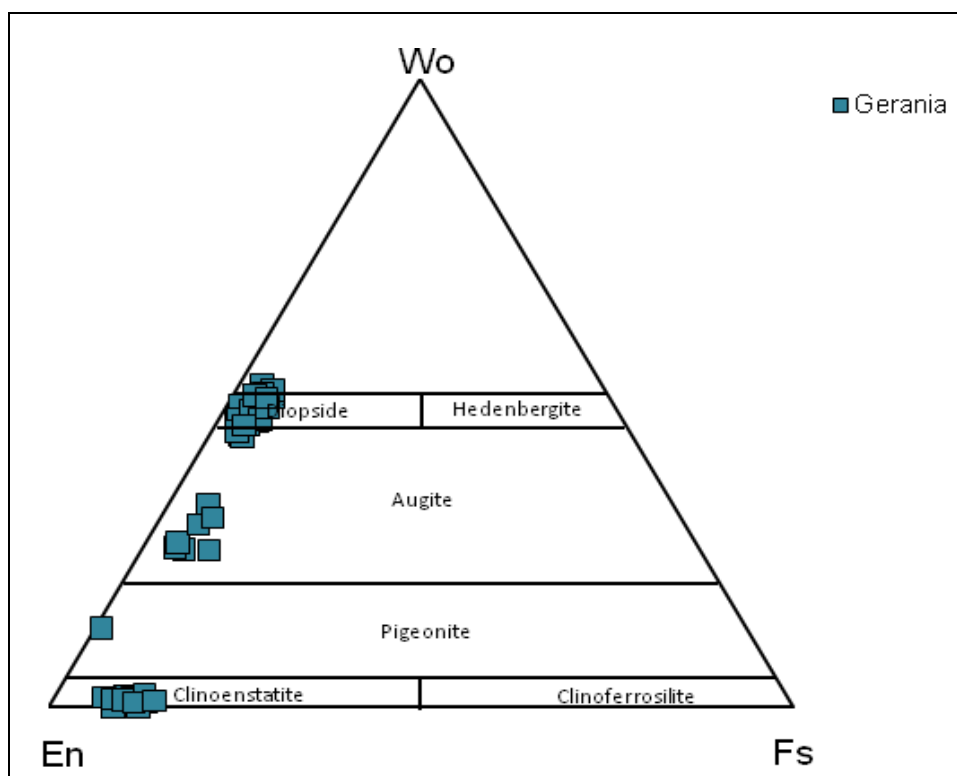 Wo
Gerania
Diopside
Hedenbergite
Augite
Pigeonite
Clinoenstatite
Clinoferrosilite
En
Fs